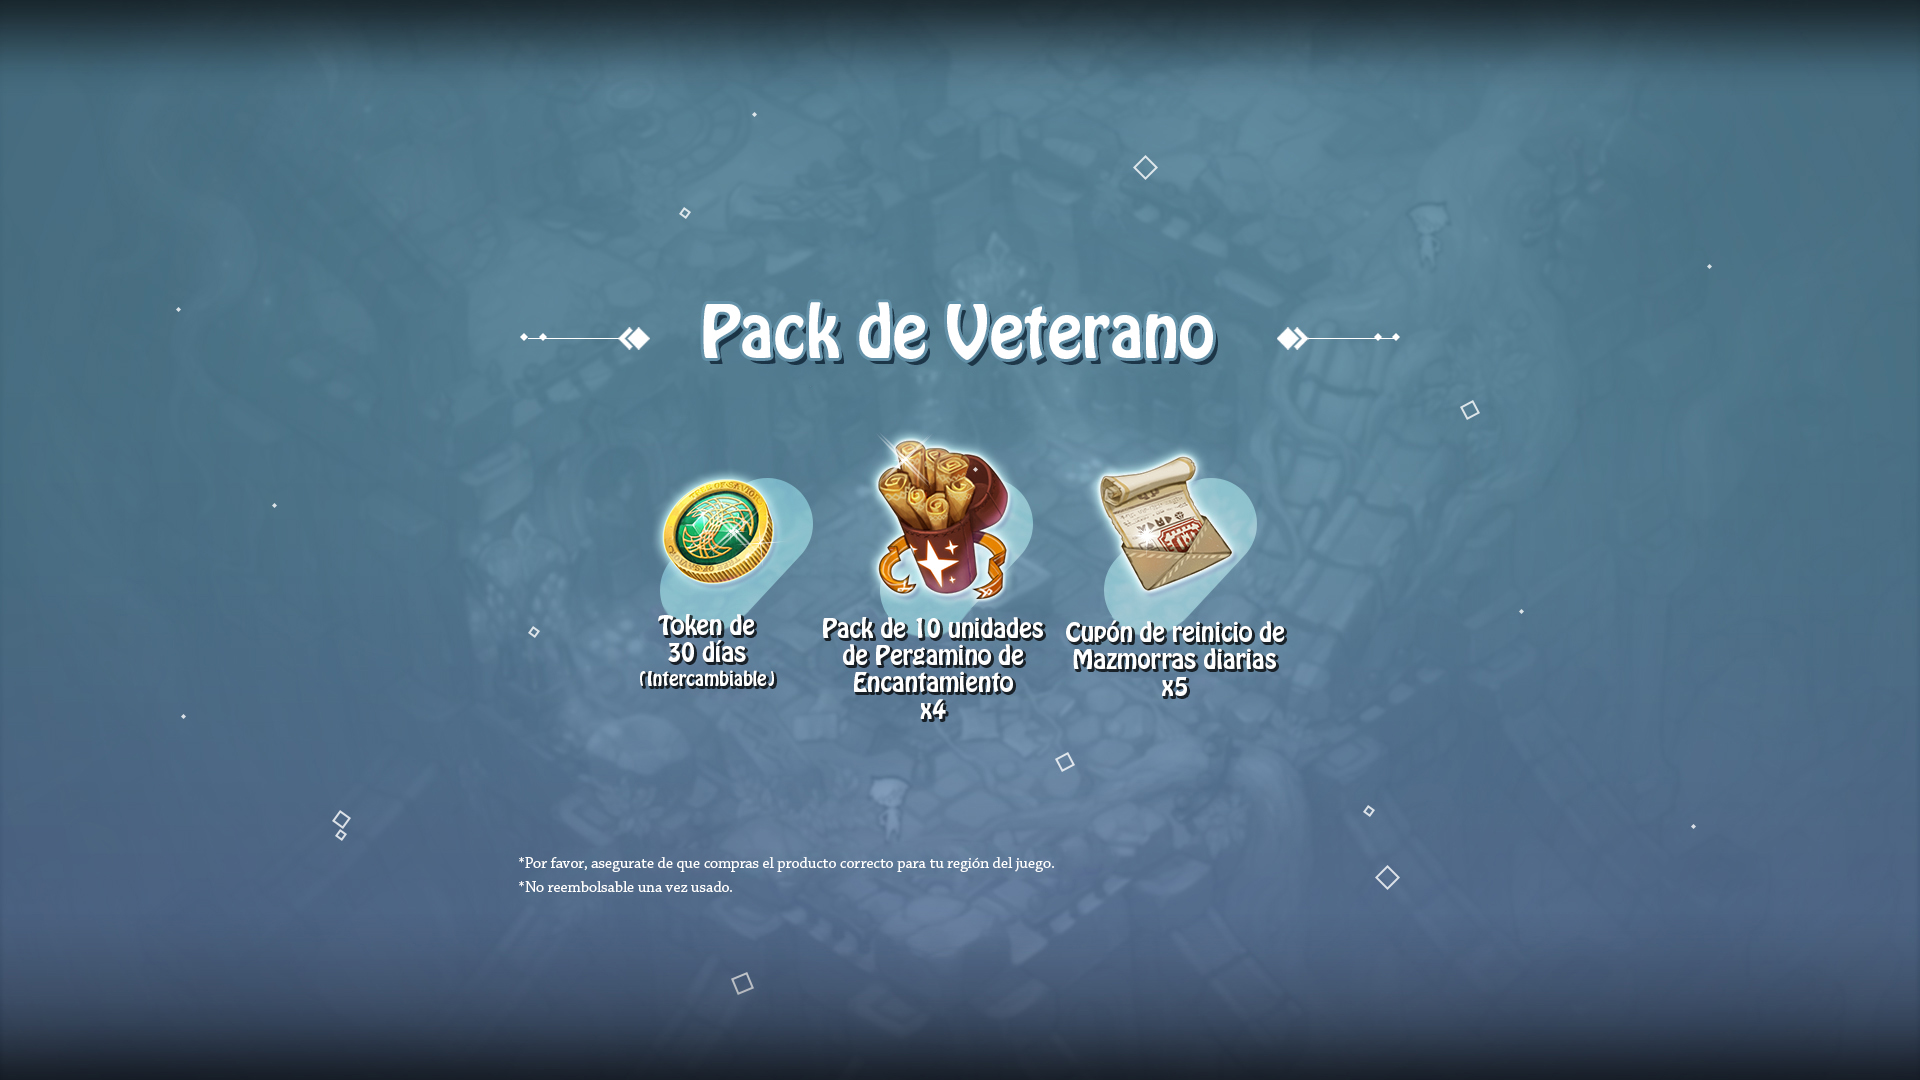 Pack de Veterano
Token de
30 días
(Intercambiable)
Pack de 10 unidades
de Pergamino de
Encantamiento
x4
Cupón de reinicio de
Mazmorras diarias
x5
*Por favor, asegurate de que compras el producto correcto para tu región del juego.
*No reembolsable una vez usado.